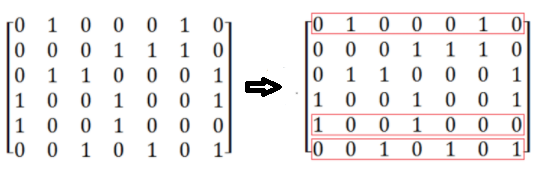 0 1 0 0 0 1 0 0 1 0 0 0 1 0
0 0 0 1 1 1 0 0 0 0 1 1 1 0
0 1 1 0 0 0 1 0 1 1 0 0 0 1
1 0 0 1 0 0 1 1 0 0 1 0 0 1
1 0 0 1 0 0 0 1 0 0 1 0 0 0
0 0 1 0 1 0 1 0 0 1 0 1 0 1